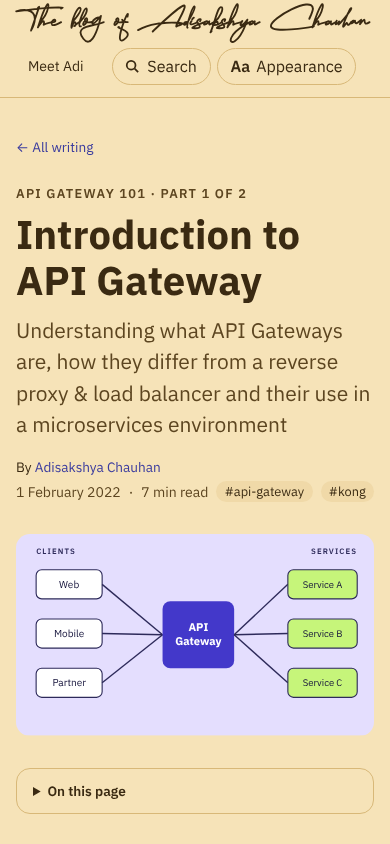 The blog of Adisakshya Chauhan
Meet Adi
Search
Aa Appearance
← All writing
API GATEWAY 101 · PART 1 OF 2
Introduction to
API Gateway
Understanding what API Gateways
are, how they differ from a reverse
proxy & load balancer and their use in
a microservices environment
By Adisakshya Chauhan
1 February 2022 · 7 min read #api-gateway #kong
CLIENTS
SERVICES
Web
Mobile
Partner
API
Gateway
Service A
Service B
Service C
On this page